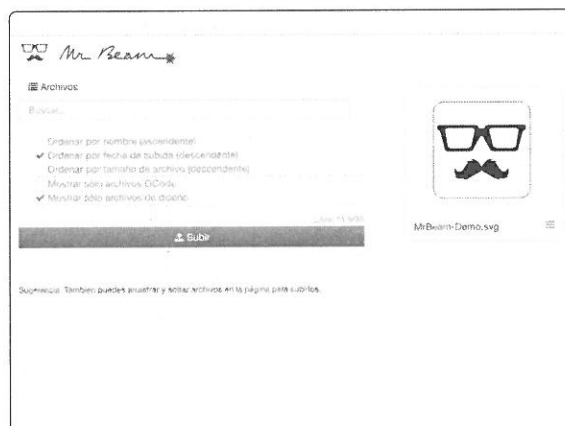 Mr Beam
Archivos
Buscar...
Ordenar por nombre (ascendente)
Ordenar por fecha de subida (descendente)
Ordenar por tamaño de archivo (descendente)
Mostrar sólo archivos GCode
Mostrar sólo archivos de diseño
Libre:
Subir
Sugerencia: También puedes arrastrar y soltar archivos en la página para subirlos.
MrBeam-Demo.svg